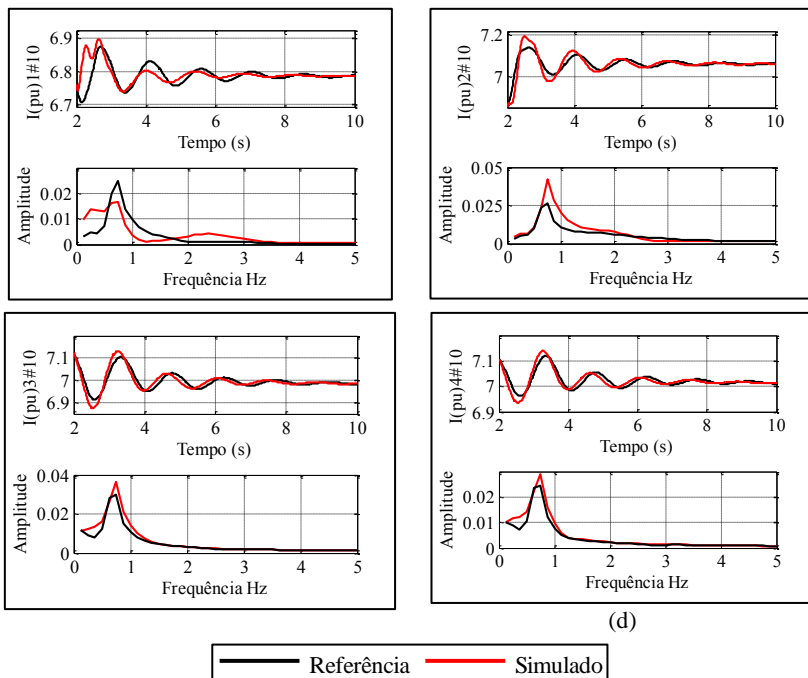 I(pu)1#10
6.9
6.8
6.7
2 4 6 8 10
Tempo (s)
Amplitude
0.02
0.01
0
0 1 2 3 4 5
Frequência Hz
I(pu)2#10
7.2
7
2 4 6 8 10
Tempo (s)
Amplitude
0.05
0.025
0
0 1 2 3 4 5
Frequência Hz
I(pu)3#10
7.1
7
6.9
2 4 6 8 10
Tempo (s)
Amplitude
0.04
0.02
0
0 1 2 3 4 5
Frequência Hz
I(pu)4#10
7.1
7
6.9
2 4 6 8 10
Tempo (s)
Amplitude
0.02
0.01
0
0 1 2 3 4 5
Frequência Hz
(d)
Referência Simulado